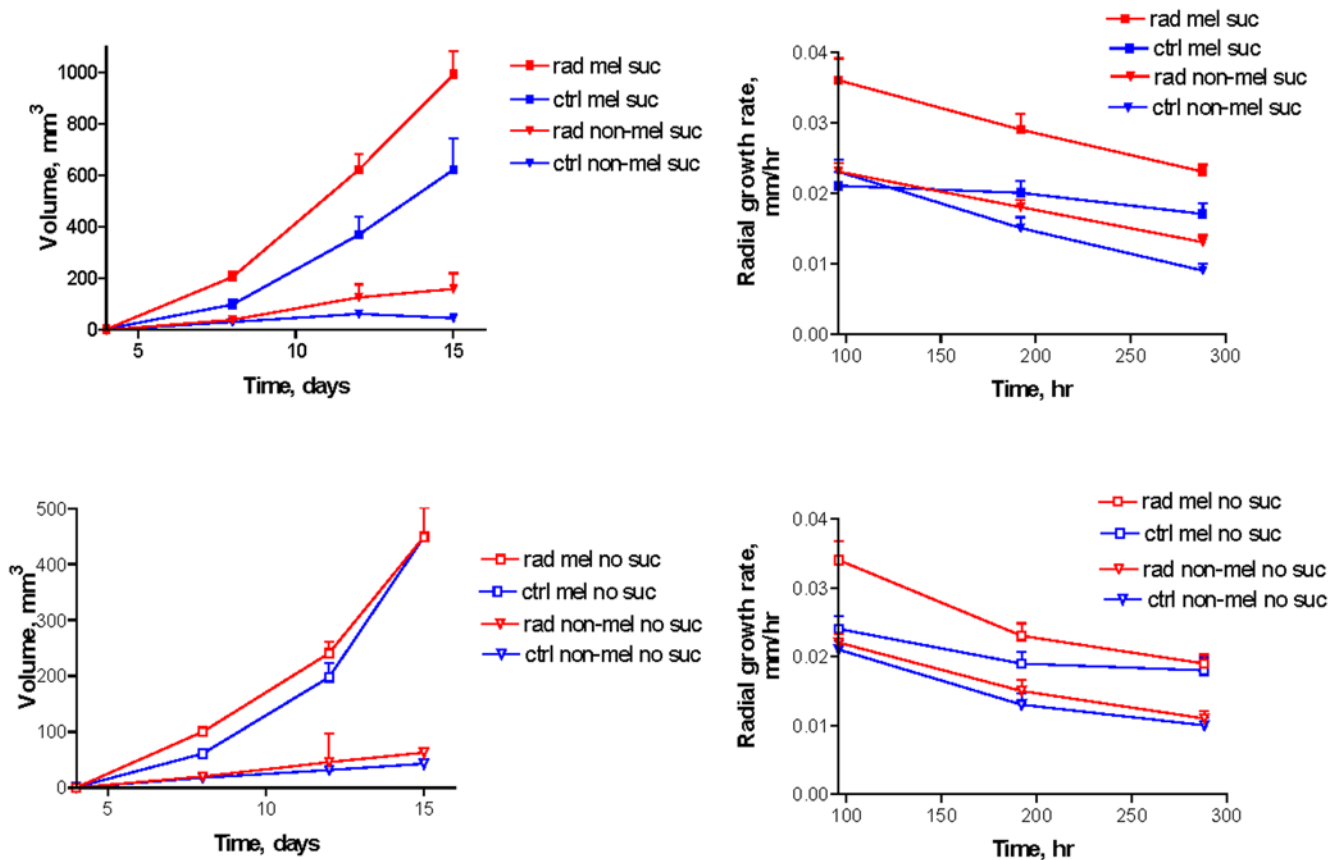 1000
800
600
400
200
0
Volume, mm³
5
10
15
Time, days
rad mel suc
ctrl mel suc
rad non-mel suc
ctrl non-mel suc
0.04
0.03
0.02
0.01
0.00
Radial growth rate,
mm/hr
100
150
200
250
300
Time, hr
rad mel suc
ctrl mel suc
rad non-mel suc
ctrl non-mel suc
500
400
300
200
100
0
Volume, mm³
5
10
15
Time, days
rad mel no suc
ctrl mel no suc
rad non-mel no suc
ctrl non-mel no suc
0.04
0.03
0.02
0.01
0.00
Radial growth rate,
mm/hr
100
150
200
250
300
Time, hr
rad mel no suc
ctrl mel no suc
rad non-mel no suc
ctrl non-mel no suc